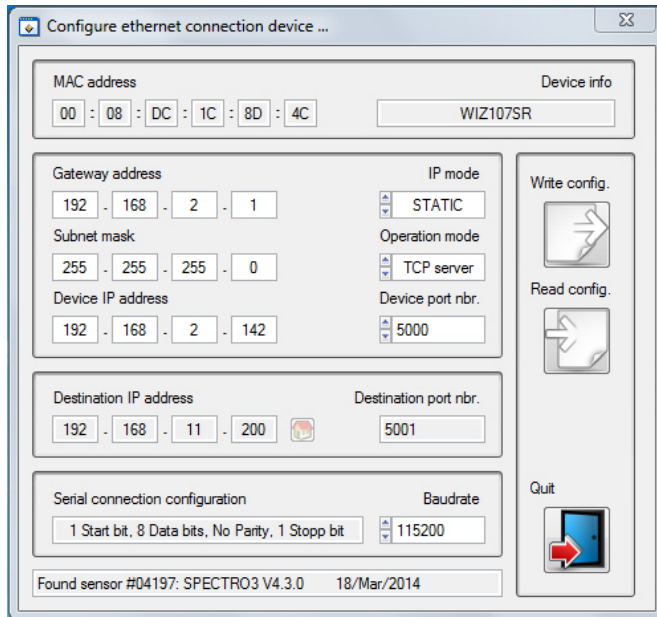 Configure ethernet connection device ...
MAC address
Device info
00 : 08 : DC : 1C : 8D : 4C
WIZ107SR
Gateway address
IP mode
192 . 168 . 2 . 1
STATIC
Subnet mask
Operation mode
255 . 255 . 255 . 0
TCP server
Device IP address
Device port nbr.
192 . 168 . 2 . 142
5000
Write config.
Read config.
Destination IP address
Destination port nbr.
192 . 168 . 11 . 200
5001
Serial connection configuration
Baudrate
1 Start bit, 8 Data bits, No Parity, 1 Stopp bit
115200
Quit
Found sensor #04197: SPECTRO3 V4.3.0 18/Mar/2014